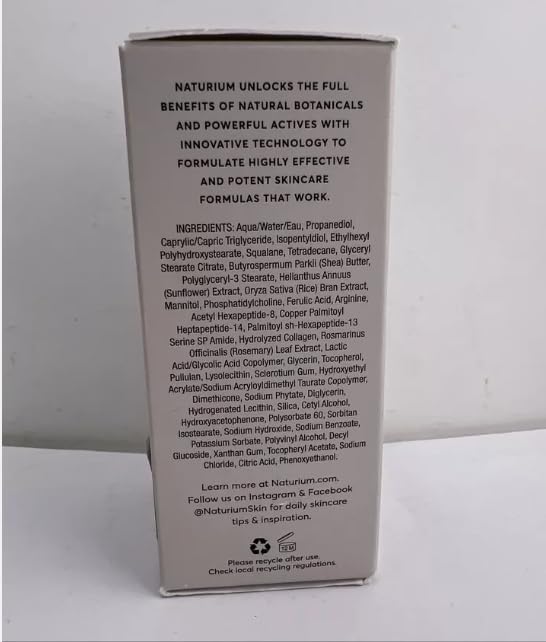 NATURIUM UNLOCKS THE FULL
BENEFITS OF NATURAL BOTANICALS
AND POWERFUL ACTIVES WITH
INNOVATIVE TECHNOLOGY TO
FORMULATE HIGHLY EFFECTIVE
AND POTENT SKINCARE
FORMULAS THAT WORK.
INGREDIENTS: Aqua/Water/Eau, Propanediol,
Caprylic/Capric Triglyceride, Isopentyldiol, Ethylhexyl
Polyhydroxystearate, Squalane, Tetradecane, Glyceryl
Stearate Citrate, Butyrospermum Parkii (Shea) Butter,
Polyglyceryl-3 Stearate, Helianthus Annuus
(Sunflower) Extract, Oryza Sativa (Rice) Bran Extract,
Mannitol, Phosphatidylcholine, Ferulic Acid, Arginine,
Acetyl Hexapeptide-8, Copper Palmitoyl
Heptapeptide-14, Palmitoyl sh-Hexapeptide-13
Serine SP Amide, Hydrolyzed Collagen, Rosmarinus
Officinalis (Rosemary) Leaf Extract, Lactic
Acid/Glycolic Acid Copolymer, Glycerin, Tocopherol,
Pullulan, Lysolecithin, Sclerotium Gum, Hydroxyethyl
Acrylate/Sodium Acryloyldimethyl Taurate Copolymer,
Dimethicone, Sodium Phytate, Diglycerin,
Hydrogenated Lecithin, Silica, Cetyl Alcohol,
Hydroxyacetophenone, Polysorbate 60, Sorbitan
Isostearate, Sodium Hydroxide, Sodium Benzoate,
Potassium Sorbate, Polyvinyl Alcohol, Decyl
Glucoside, Xanthan Gum, Tocopheryl Acetate, Sodium
Chloride, Citric Acid, Phenoxyethanol.
Learn more at Naturium.com.
Follow us on Instagram & Facebook
@NaturiumSkin for daily skincare
tips & inspiration.
12 M
Please recycle after use.
Check local recycling regulations.